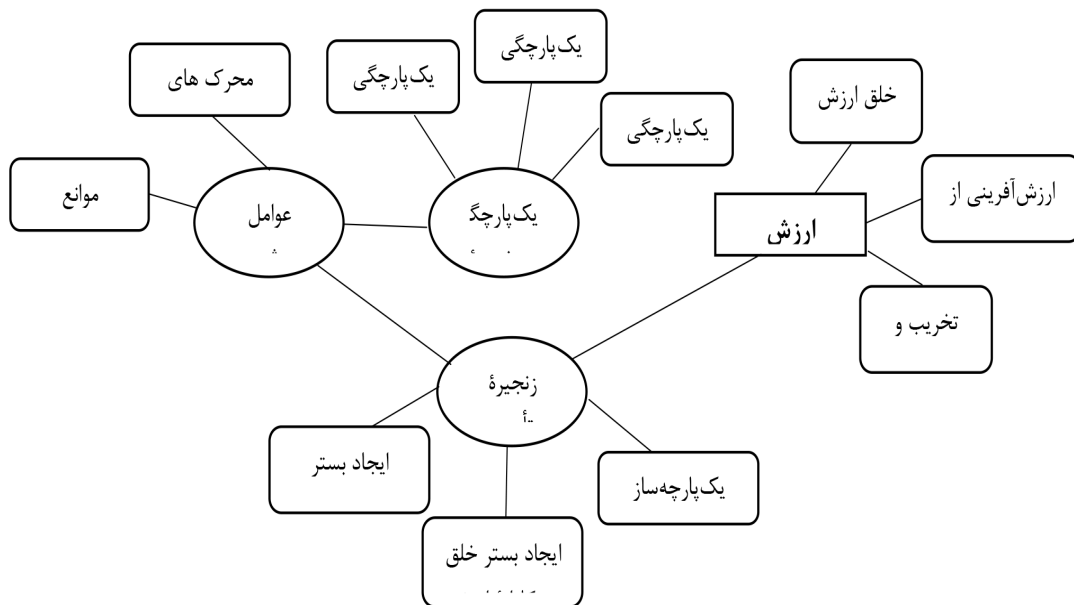 یک‌پارچگی
محرک های
یک‌پارچگی
خلق ارزش
یک‌پارچگی
موانع
ارزش‌آفرینی از
عوامل
یک‌پارچگ
ارزش
تخریب و
زنجیرۀ
ایجاد بستر
یک‌پارچه‌ساز
ایجاد بستر خلق